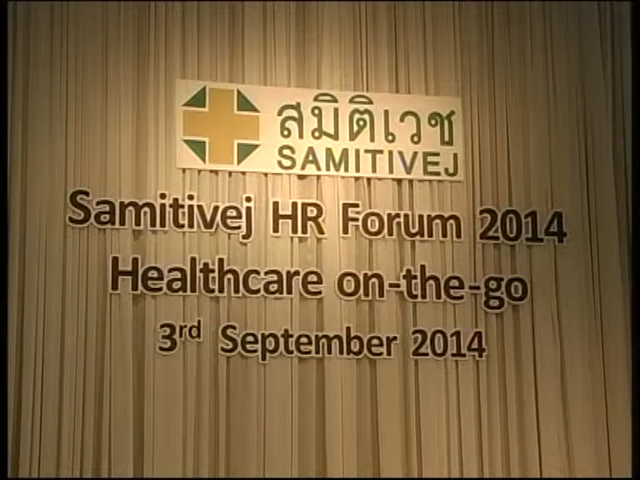 สมิติเวช
SAMITIVEJ
Samitivej HR Forum 2014
Healthcare on-the-go
3rd September 2014